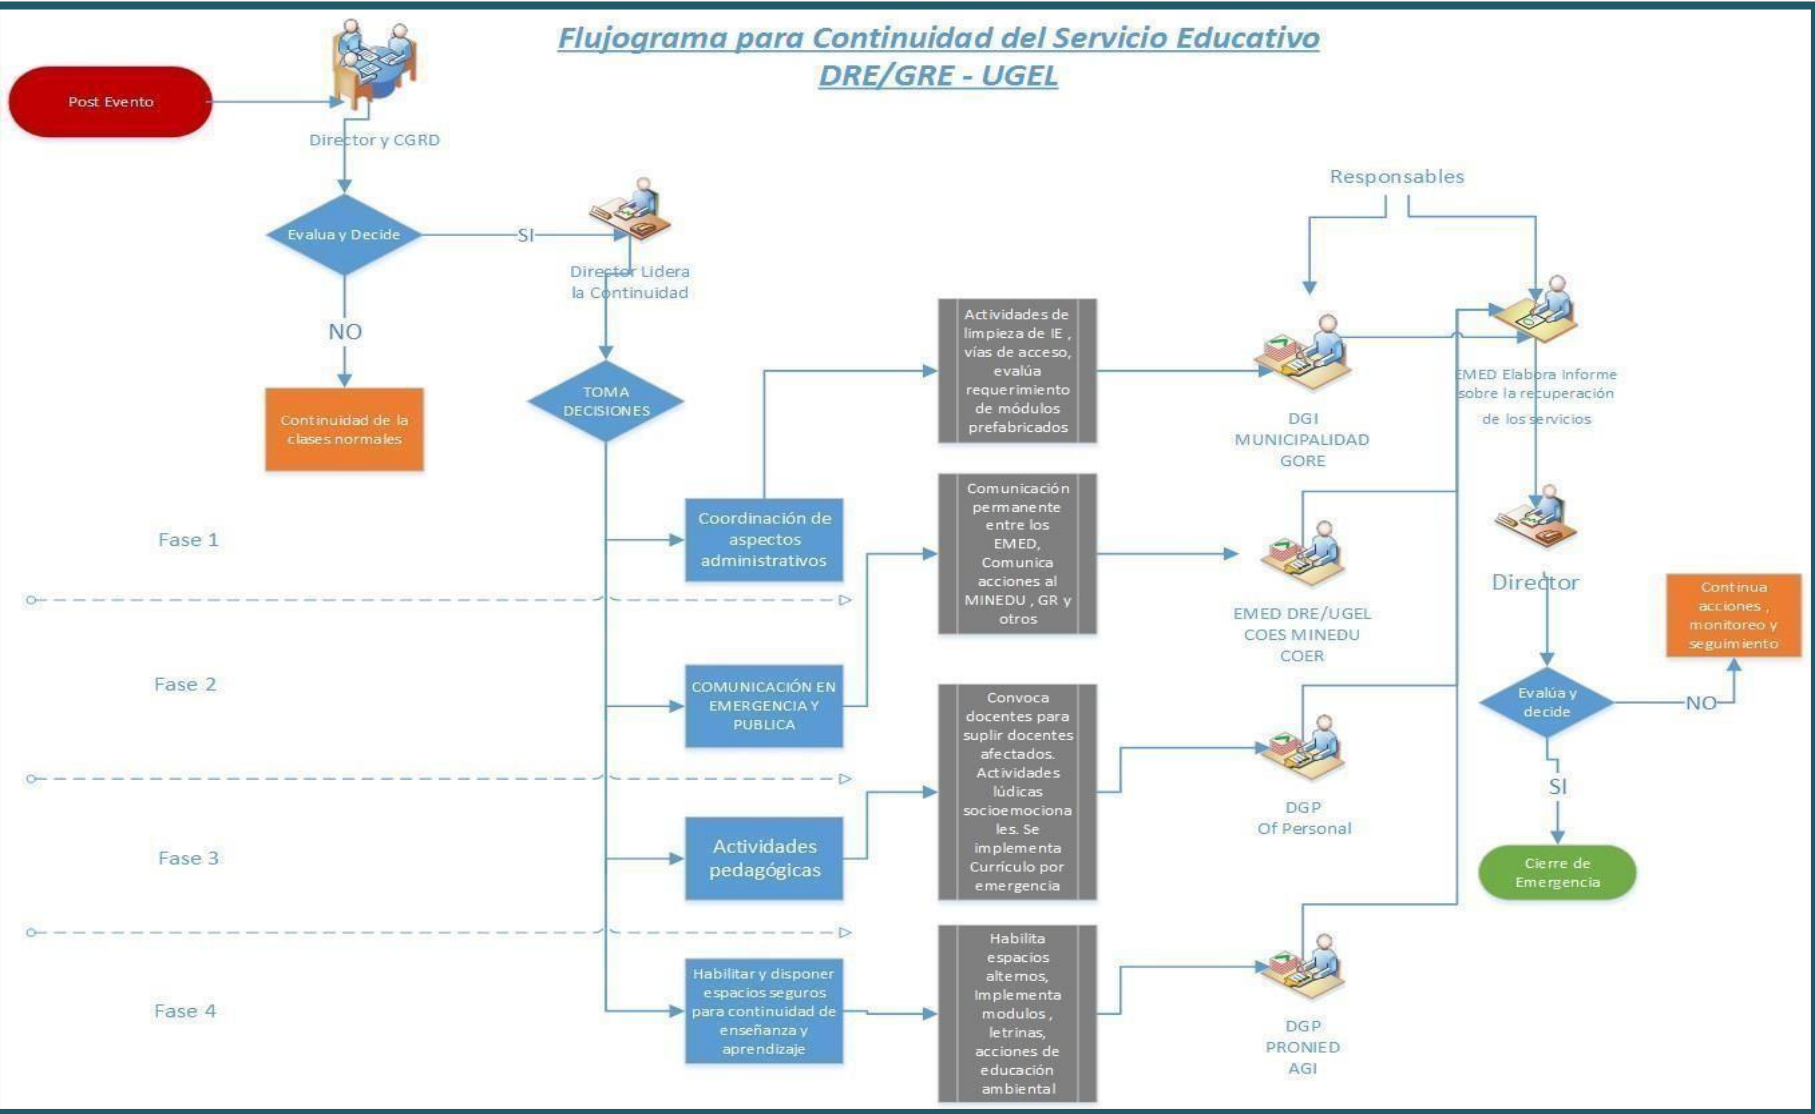 Flujograma para Continuidad del Servicio Educativo
DRE/GRE - UGEL
Post Evento
Director y CGRD
Evalua y Decide
SI
Director Lidera
la Continuidad
NO
Continuidad de la
clases normales
TOMA
DECISIONES
Responsables
Fase 1
Coordinación de
aspectos
administrativos
Actividades de
limpieza de IE ,
vías de acceso,
evalúa
requerimiento
de módulos
prefabricados
DGI
MUNICIPALIDAD
GORE
EMED Elabora Informe
sobre la recuperación
de los servicios
Fase 2
COMUNICACIÓN EN
EMERGENCIA Y
PUBLICA
Comunicación
permanente
entre los
EMED,
Comunica
acciones al
MINEDU , GR y
otros
EMED DRE/UGEL
COES MINEDU
COER
Director
Continua
acciones ,
monitoreo y
seguimiento
Evalúa y
decide
NO
SI
Cierre de
Emergencia
Fase 3
Actividades
pedagógicas
Convoca
docentes para
suplir docentes
afectados.
Actividades
lúdicas
socioemociona
les. Se
implementa
Currículo por
emergencia
DGP
Of Personal
Fase 4
Habilitar y disponer
espacios seguros
para continuidad de
enseñanza y
aprendizaje
Habilita
espacios
alternos,
Implementa
modulos ,
letrinas,
acciones de
educación
ambiental
DGP
PRONIED
AGI